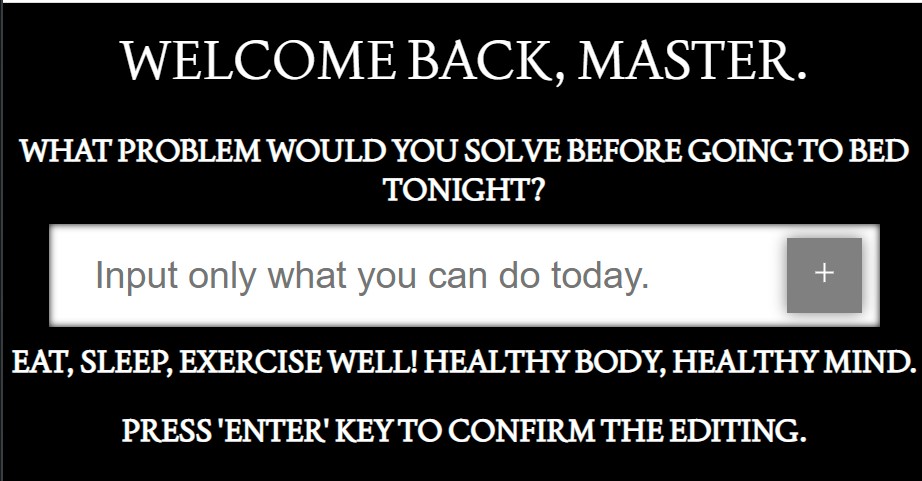 WELCOME BACK, MASTER.
WHAT PROBLEM WOULD YOU SOLVE BEFORE GOING TO BED
TONIGHT?
Input only what you can do today.
+
EAT, SLEEP, EXERCISE WELL! HEALTHY BODY, HEALTHY MIND.
PRESS 'ENTER' KEY TO CONFIRM THE EDITING.